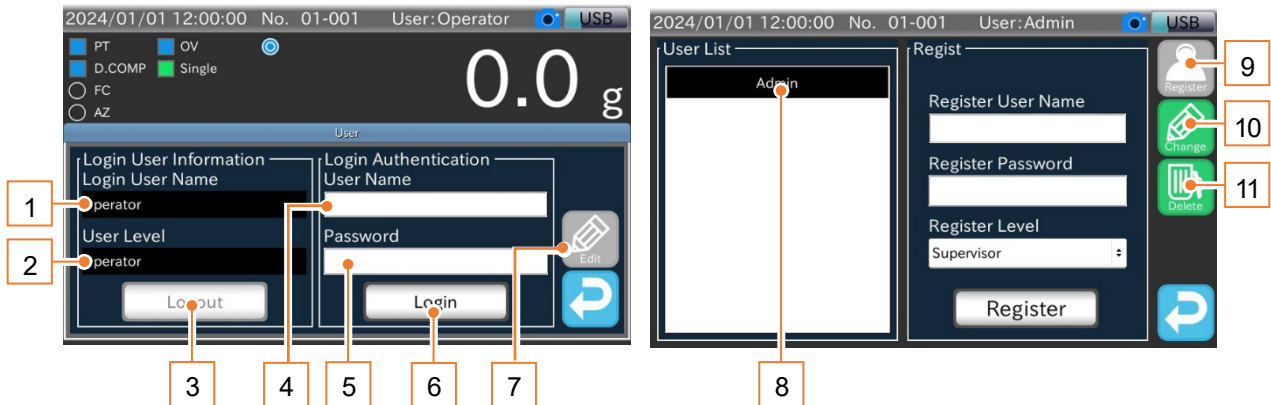 2024/01/01 12:00:00 No. 01-001 User:Operator USB
PT OV
D.COMP Single
FC
AZ
0.0 g
User
Login User Information
Login User Name
perator
User Level
perator
Lo out
Login Authentication
User Name
Password
Login
Edit
1
2
3
4
5
6
7
2024/01/01 12:00:00 No. 01-001 User:Admin USB
User List
Admin
Regist
Register User Name
Register Password
Register Level
Supervisor
Register
Register
Change
Delete
8
9
10
11